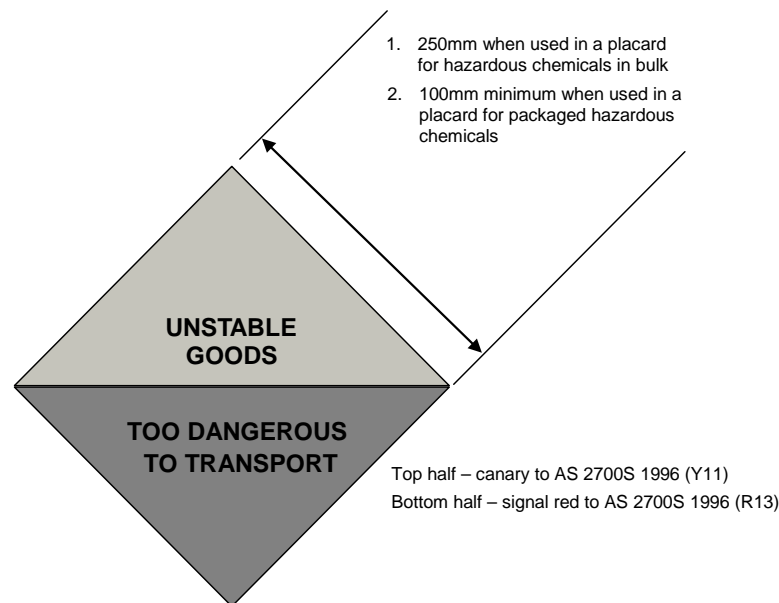 1. 250mm when used in a placard
for hazardous chemicals in bulk
2. 100mm minimum when used in a
placard for packaged hazardous
chemicals
UNSTABLE
GOODS
TOO DANGEROUS
TO TRANSPORT
Top half – canary to AS 2700S 1996 (Y11)
Bottom half – signal red to AS 2700S 1996 (R13)